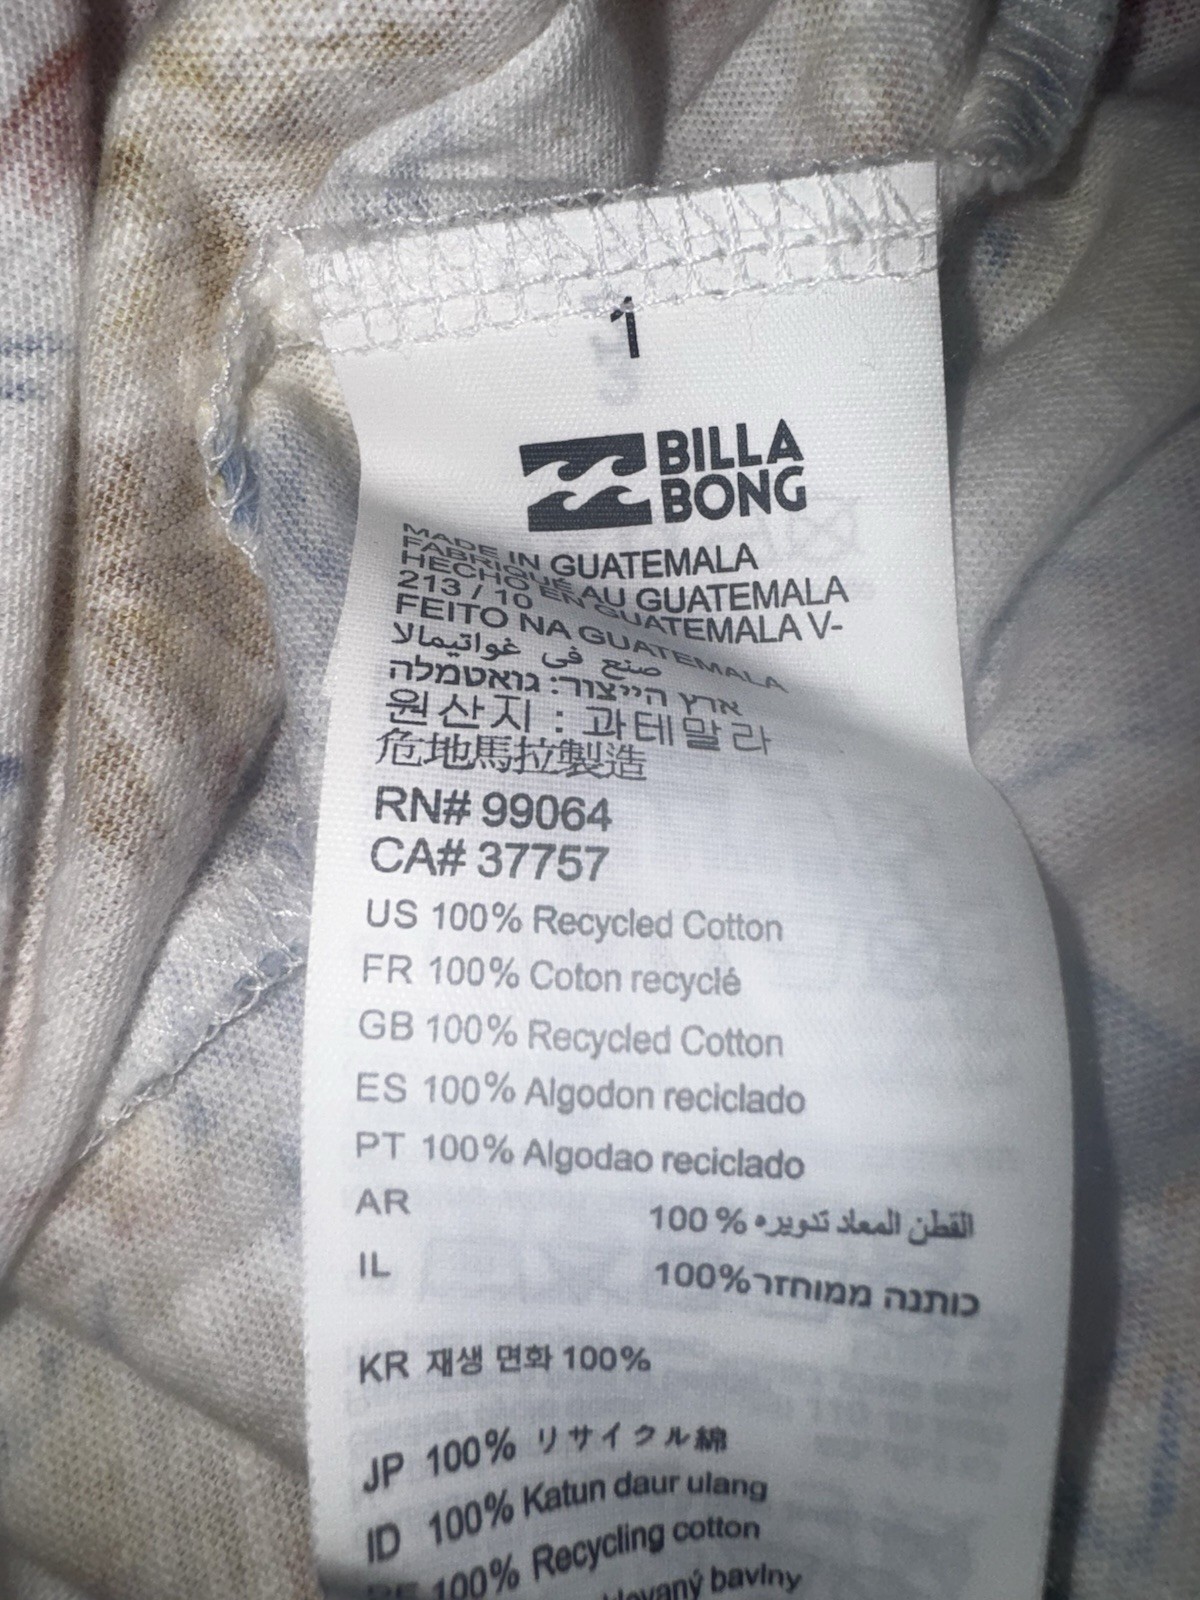 1
BILLA
BONG
MADE IN GUATEMALA
FABRIQUÉ AU GUATEMALA
HECHO EN GUATEMALA V-
213 / 10
FEITO NA GUATEMALA
صنع في غواتيمالا
ארץ הייצור: גואטמלה
원산지 : 과테말라
危地馬拉製造
RN# 99064
CA# 37757
US 100% Recycled Cotton
FR 100% Coton recyclé
GB 100% Recycled Cotton
ES 100% Algodon reciclado
PT 100% Algodao reciclado
AR القطن المعاد تدويره % 100
IL כותנה ממוחזר 100%
KR 재생 면화 100%
JP 100% リサイクル綿
ID 100% Katun daur ulang
100% Recycling cotton
bavlny